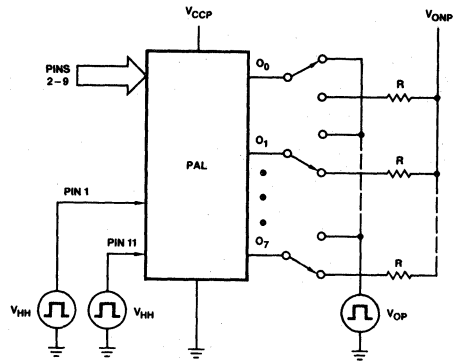 V_CCP
V_ONP
PINS
2–9
O_0
R
O_1
R
PAL
PIN 1
PIN 11
O_7
R
V_HH
V_HH
V_OP